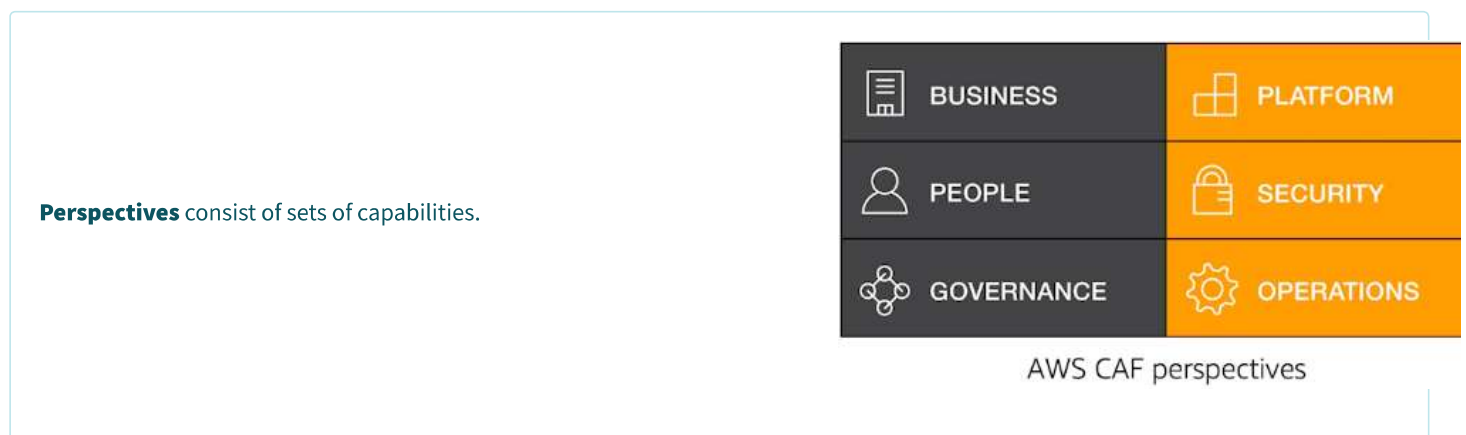 Perspectives consist of sets of capabilities.
BUSINESS
PLATFORM
PEOPLE
SECURITY
GOVERNANCE
OPERATIONS
AWS CAF perspectives